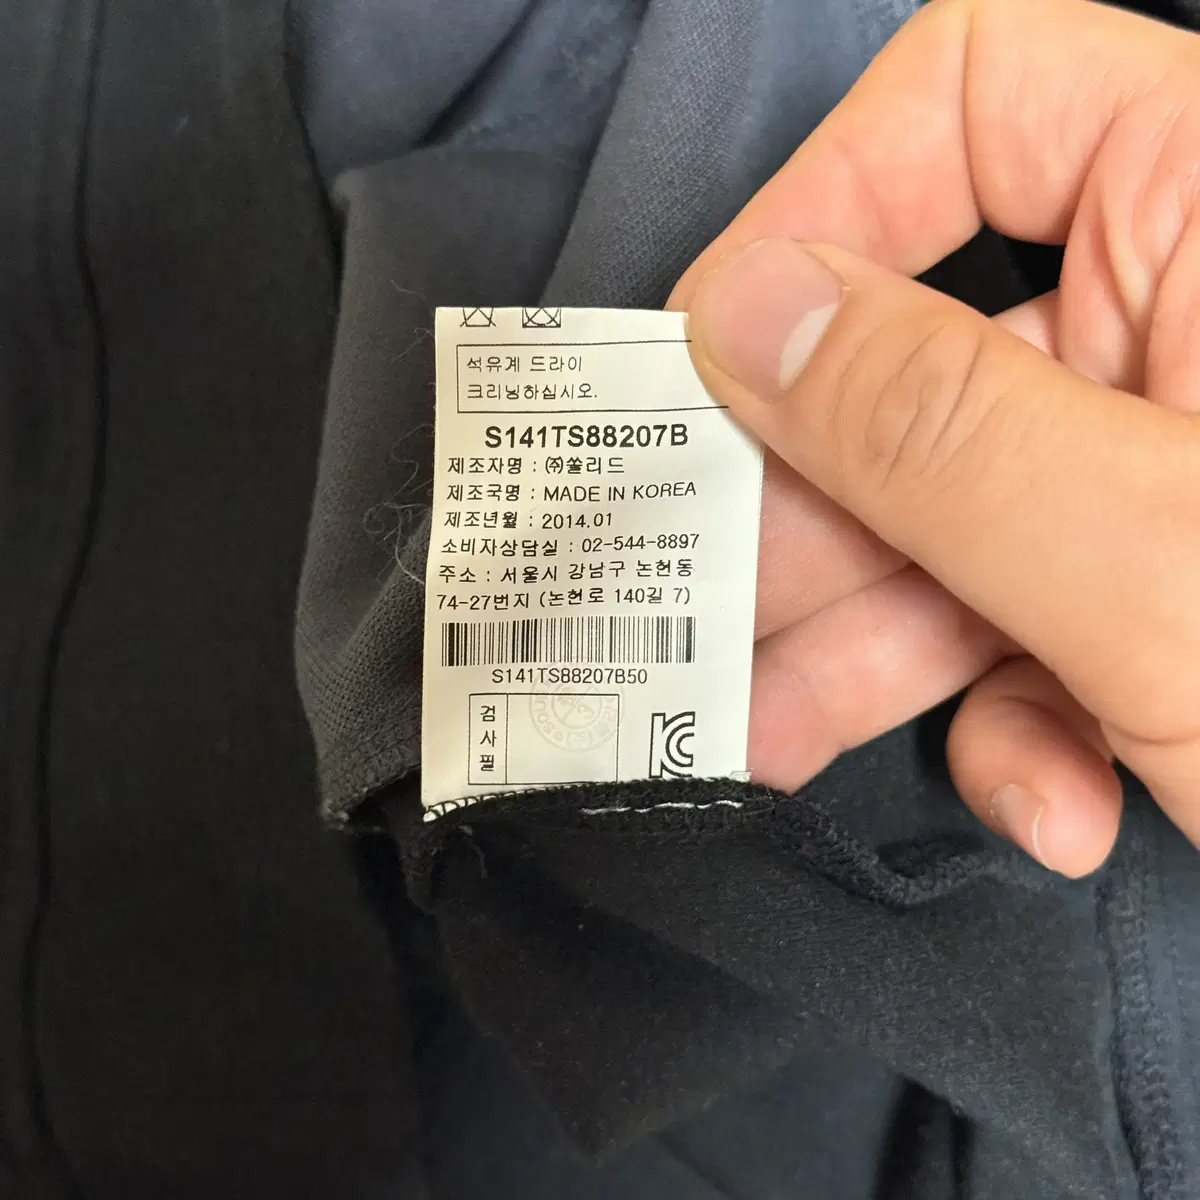 석유계 드라이
크리닝하십시오.
S141TS88207B
제조자명 : ㈜쏠리드
제조국명 : MADE IN KOREA
제조년월 : 2014.01
소비자상담실 : 02-544-8897
주소 : 서울시 강남구 논현동
74-27번지 (논현로 140길 7)
S141TS88207B50
검
사
필